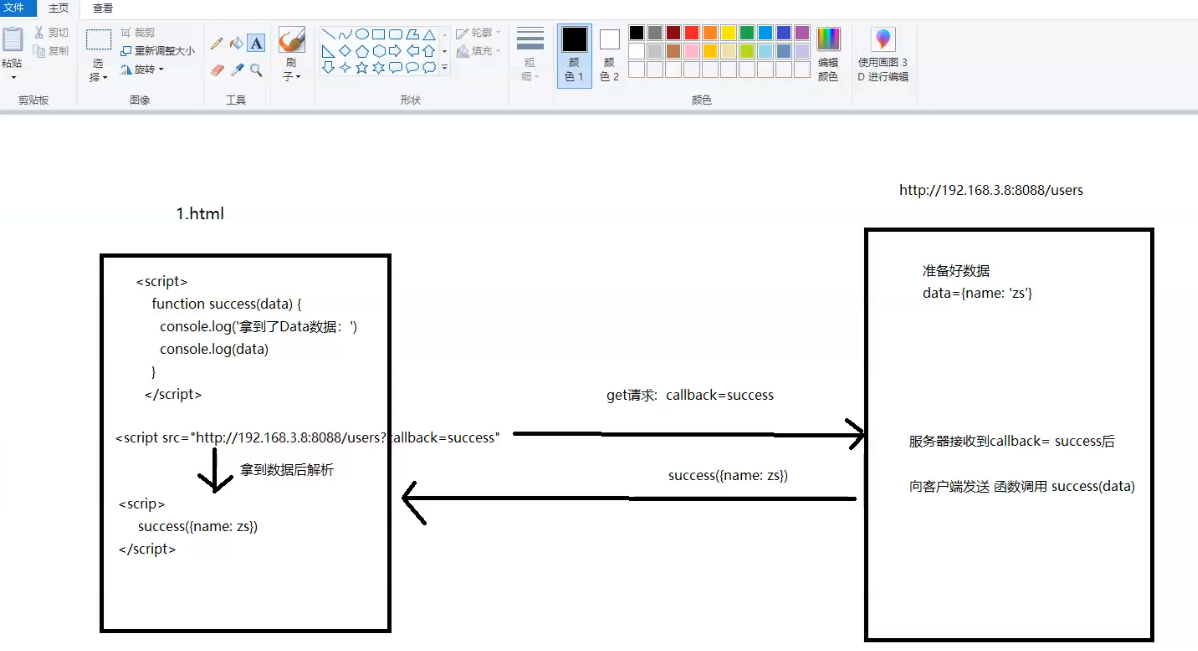 文件 主页 查看
剪切
复制
粘贴
剪贴板
选
择
裁剪
重新调整大小
旋转
图像
A
工具
刷
子
轮廓
填充
形状
粗
细
颜
色 1
颜
色 2
颜色
编辑
颜色
使用画图 3
D 进行编辑
http://192.168.3.8:8088/users
1.html
<script>
function success(data) {
console.log('拿到了Data数据：')
console.log(data)
}
</script>
<script src="http://192.168.3.8:8088/users?callback=success"
拿到数据后解析
<scrip>
success({name: zs})
</script>
get请求: callback=success
success({name: zs})
准备好数据
data={name: 'zs'}
服务器接收到callback= success后
向客户端发送 函数调用 success(data)